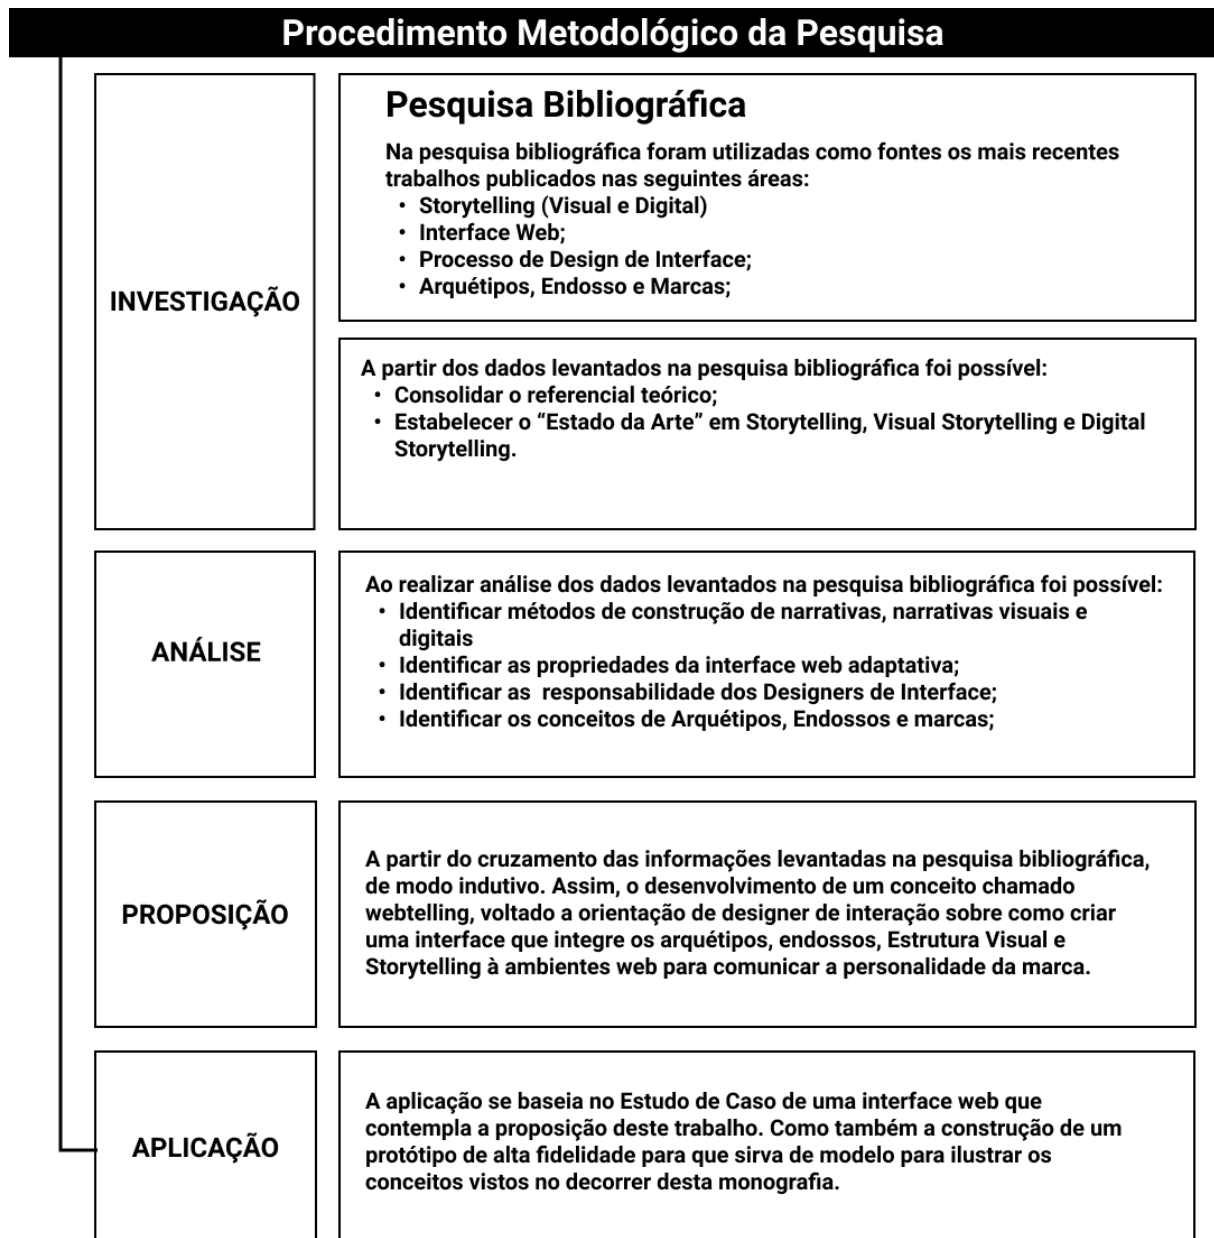 Procedimento Metodológico da Pesquisa
INVESTIGAÇÃO
Pesquisa Bibliográfica
Na pesquisa bibliográfica foram utilizadas como fontes os mais recentes
trabalhos publicados nas seguintes áreas:
• Storytelling (Visual e Digital)
• Interface Web;
• Processo de Design de Interface;
• Arquétipos, Endosso e Marcas;
A partir dos dados levantados na pesquisa bibliográfica foi possível:
• Consolidar o referencial teórico;
• Estabelecer o “Estado da Arte” em Storytelling, Visual Storytelling e Digital
Storytelling.
ANÁLISE
Ao realizar análise dos dados levantados na pesquisa bibliográfica foi possível:
• Identificar métodos de construção de narrativas, narrativas visuais e
digitais
• Identificar as propriedades da interface web adaptativa;
• Identificar as  responsabilidade dos Designers de Interface;
• Identificar os conceitos de Arquétipos, Endossos e marcas;
PROPOSIÇÃO
A partir do cruzamento das informações levantadas na pesquisa bibliográfica,
de modo indutivo. Assim, o desenvolvimento de um conceito chamado
webtelling, voltado a orientação de designer de interação sobre como criar
uma interface que integre os arquétipos, endossos, Estrutura Visual e
Storytelling à ambientes web para comunicar a personalidade da marca.
APLICAÇÃO
A aplicação se baseia no Estudo de Caso de uma interface web que
contempla a proposição deste trabalho. Como também a construção de um
protótipo de alta fidelidade para que sirva de modelo para ilustrar os
conceitos vistos no decorrer desta monografia.